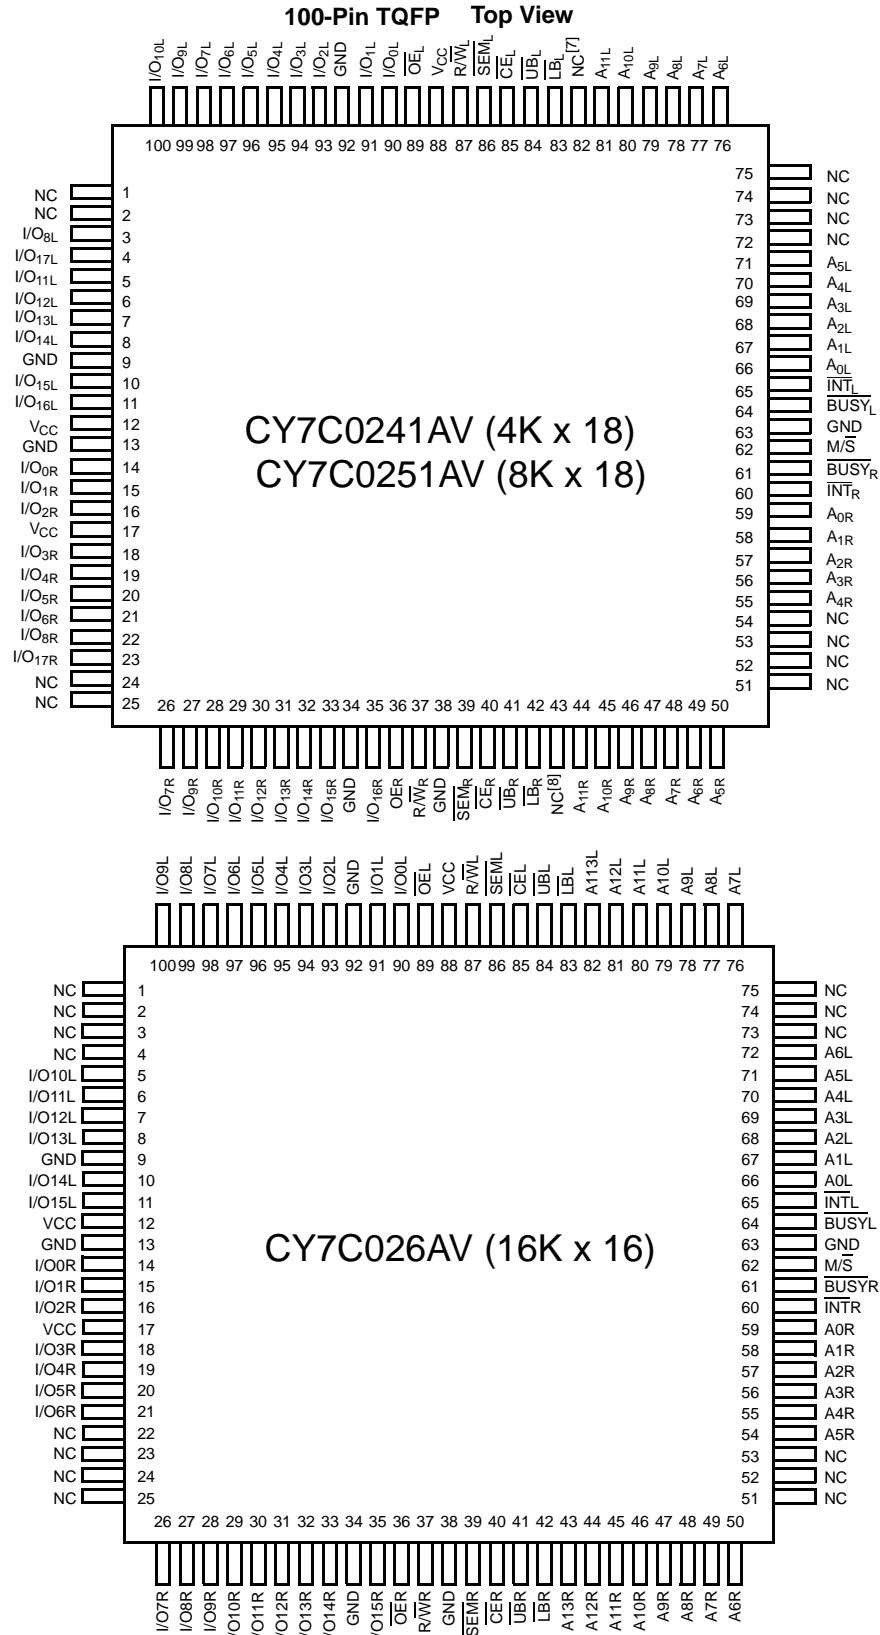 100-Pin TQFP Top View
I/O10L I/O9L I/O7L I/O6L I/O5L I/O4L I/O3L I/O2L GND I/O1L I/O0L OEL VCC R/WL SEML CEL UBL LBL NC[7] A11L A10L A9L A8L A7L A6L
100 99 98 97 96 95 94 93 92 91 90 89 88 87 86 85 84 83 82 81 80 79 78 77 76
NC 1
NC 2
I/O8L 3
I/O17L 4
I/O11L 5
I/O12L 6
I/O13L 7
I/O14L 8
GND 9
I/O15L 10
I/O16L 11
VCC 12
GND 13
I/O0R 14
I/O1R 15
I/O2R 16
VCC 17
I/O3R 18
I/O4R 19
I/O5R 20
I/O6R 21
I/O8R 22
I/O17R 23
NC 24
NC 25
CY7C0241AV (4K x 18)
CY7C0251AV (8K x 18)
75 NC
74 NC
73 NC
72 NC
71 A5L
70 A4L
69 A3L
68 A2L
67 A1L
66 A0L
65 INTL
64 BUSYL
63 GND
62 M/S
61 BUSYR
60 INTR
59 A0R
58 A1R
57 A2R
56 A3R
55 A4R
54 NC
53 NC
52 NC
51 NC
26 27 28 29 30 31 32 33 34 35 36 37 38 39 40 41 42 43 44 45 46 47 48 49 50
I/O7R I/O9R I/O10R I/O11R I/O12R I/O13R I/O14R I/O15R GND I/O16R OER R/WR GND SEMR CER UBR LBR NC[8] A11R A10R A9R A8R A7R A6R A5R
I/O9L I/O8L I/O7L I/O6L I/O5L I/O4L I/O3L I/O2L GND I/O1L I/O0L OEL VCC R/WL SEML CEL UBL LBL A113L A12L A11L A10L A9L A8L A7L
100 99 98 97 96 95 94 93 92 91 90 89 88 87 86 85 84 83 82 81 80 79 78 77 76
NC 1
NC 2
NC 3
NC 4
I/O10L 5
I/O11L 6
I/O12L 7
I/O13L 8
GND 9
I/O14L 10
I/O15L 11
VCC 12
GND 13
I/O0R 14
I/O1R 15
I/O2R 16
VCC 17
I/O3R 18
I/O4R 19
I/O5R 20
I/O6R 21
NC 22
NC 23
NC 24
NC 25
CY7C026AV (16K x 16)
75 NC
74 NC
73 NC
72 A6L
71 A5L
70 A4L
69 A3L
68 A2L
67 A1L
66 A0L
65 INTL
64 BUSYL
63 GND
62 M/S
61 BUSYR
60 INTR
59 A0R
58 A1R
57 A2R
56 A3R
55 A4R
54 A5R
53 NC
52 NC
51 NC
26 27 28 29 30 31 32 33 34 35 36 37 38 39 40 41 42 43 44 45 46 47 48 49 50
I/O7R I/O8R I/O9R I/O10R I/O11R I/O12R I/O13R I/O14R GND I/O15R OER R/WR GND SEMR CER UBR LBR A13R A12R A11R A10R A9R A8R A7R A6R